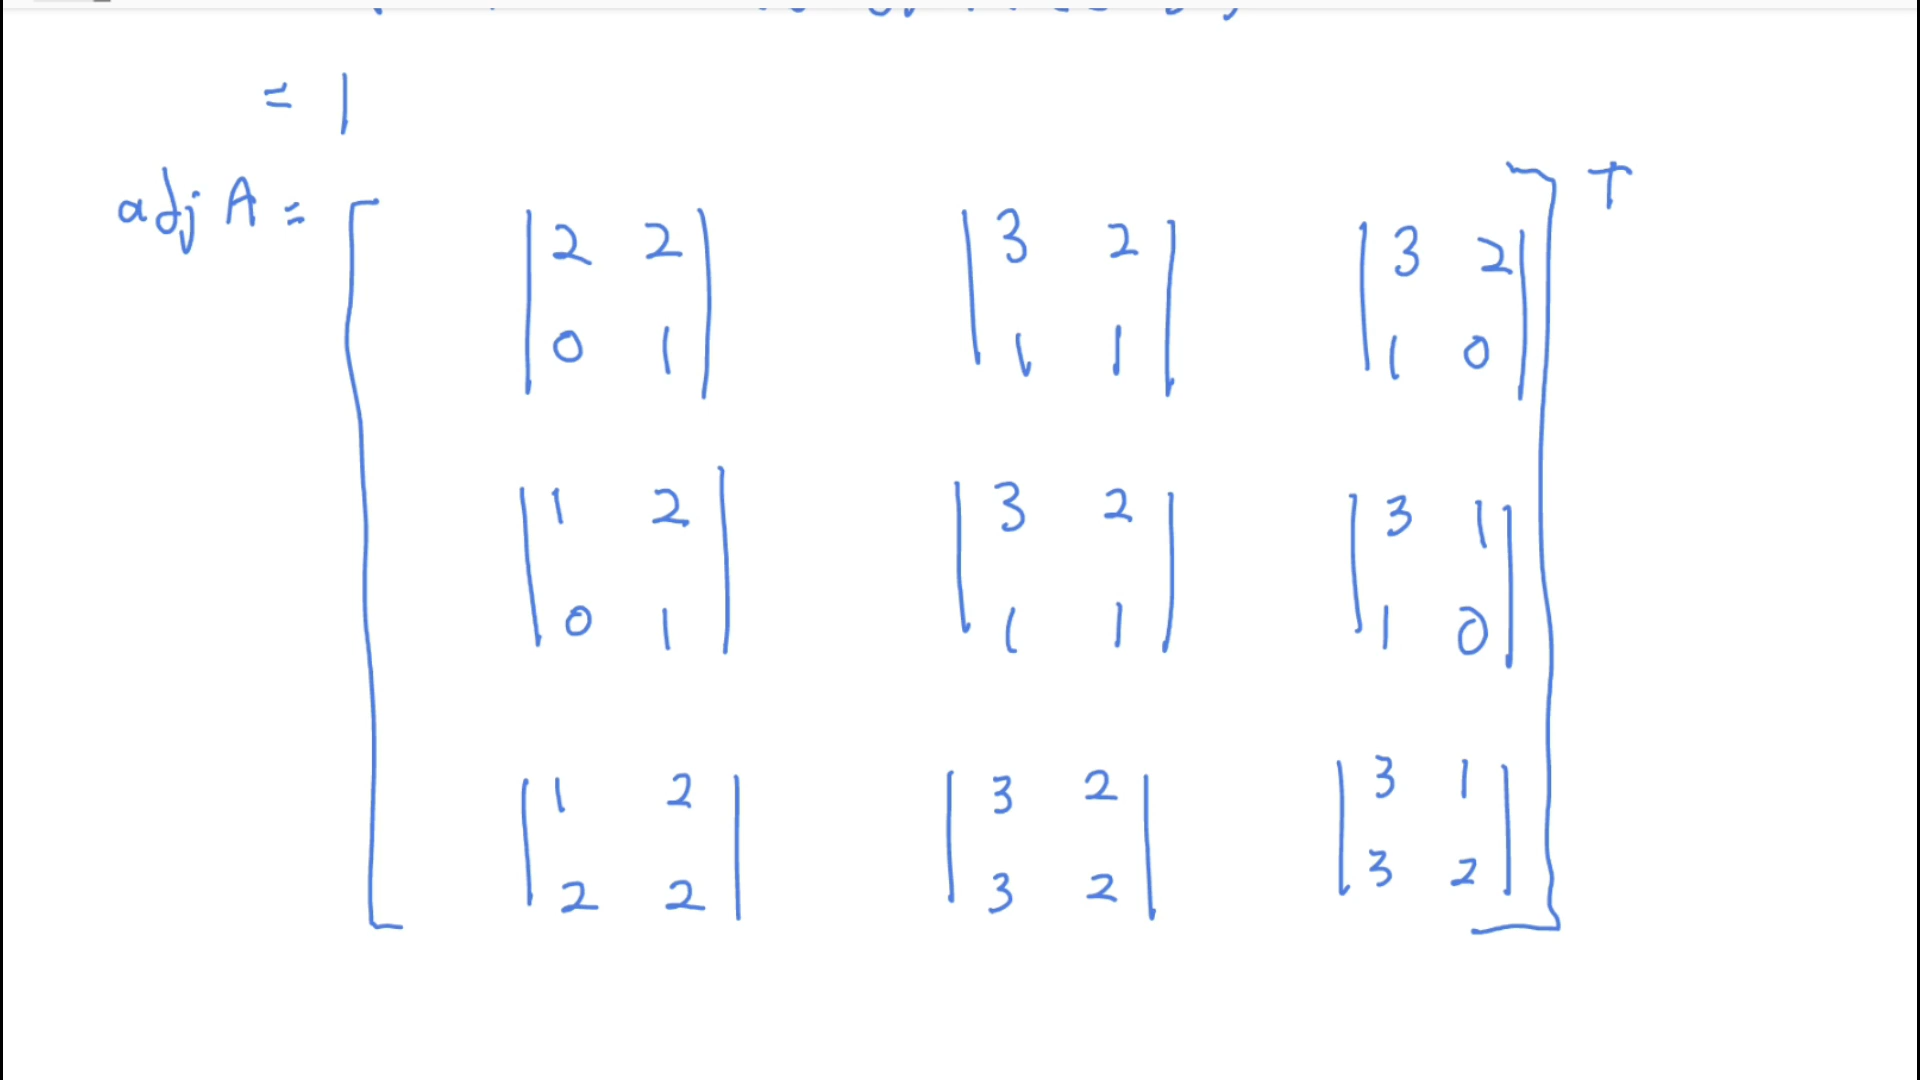 = 1
adj A = [ |2 2| |3 2| |3 2| ] T
|0 1| |1 1| |1 0|
|1 2| |3 2| |3 1|
|0 1| |1 1| |1 0|
|1 2| |3 2| |3 1|
|2 2| |3 2| |3 2|